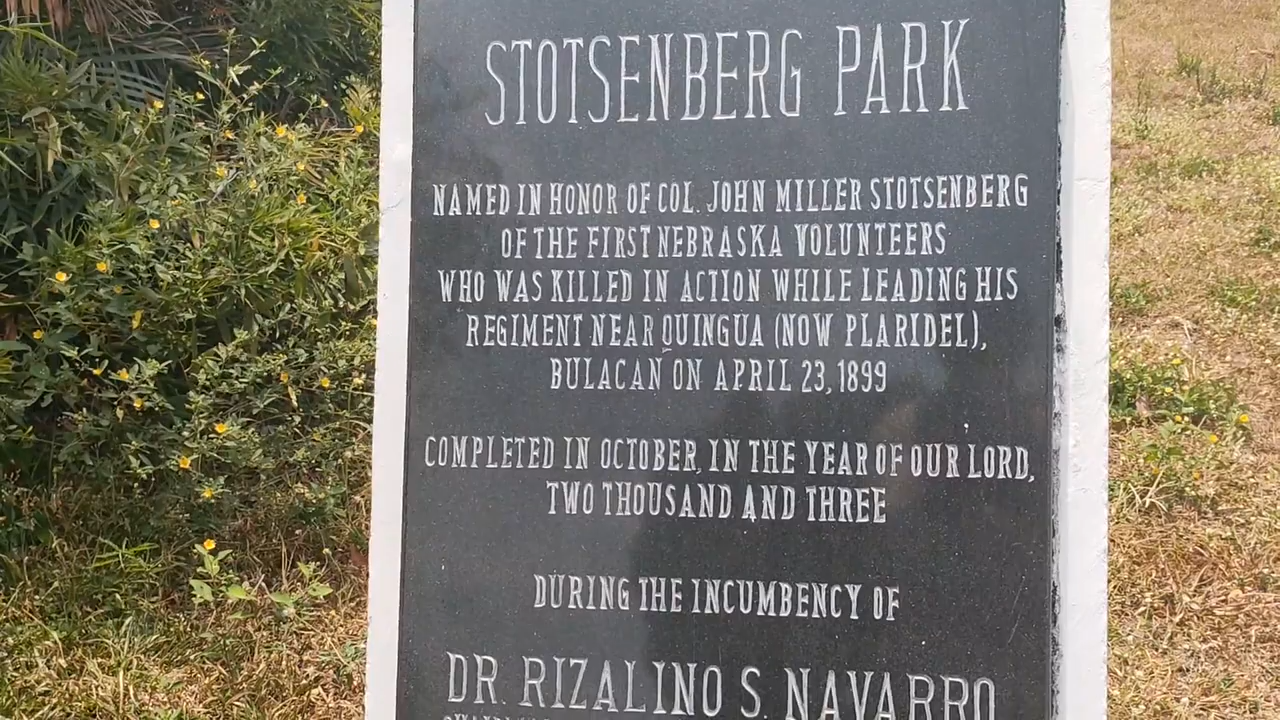 STOTSENBERG PARK
NAMED IN HONOR OF COL. JOHN MILLER STOTSENBERG
OF THE FIRST NEBRASKA VOLUNTEERS
WHO WAS KILLED IN ACTION WHILE LEADING HIS
REGIMENT NEAR QUINGUA (NOW PLARIDEL),
BULACAN ON APRIL 23, 1899
COMPLETED IN OCTOBER, IN THE YEAR OF OUR LORD,
TWO THOUSAND AND THREE
DURING THE INCUMBENCY OF
DR. RIZALINO S. NAVARRO